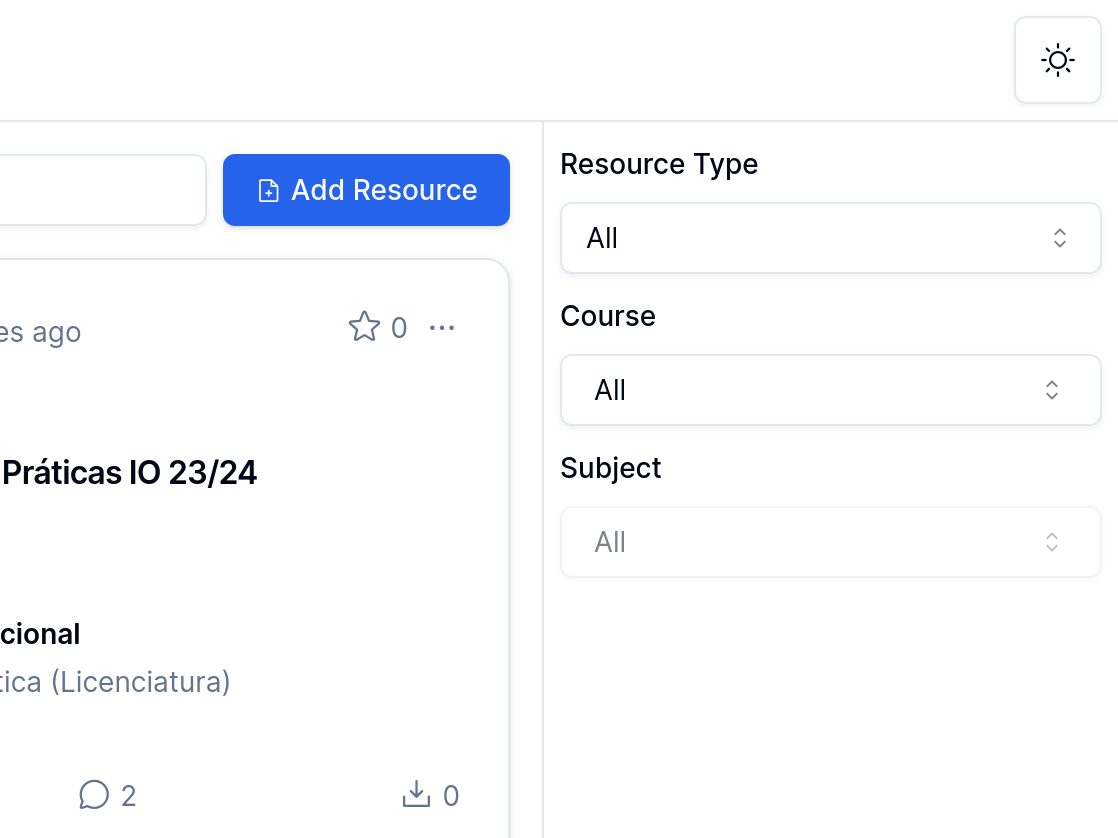 Add Resource
es ago
0
Práticas IO 23/24
cional
tica (Licenciatura)
2
0
Resource Type
All
Course
All
Subject
All